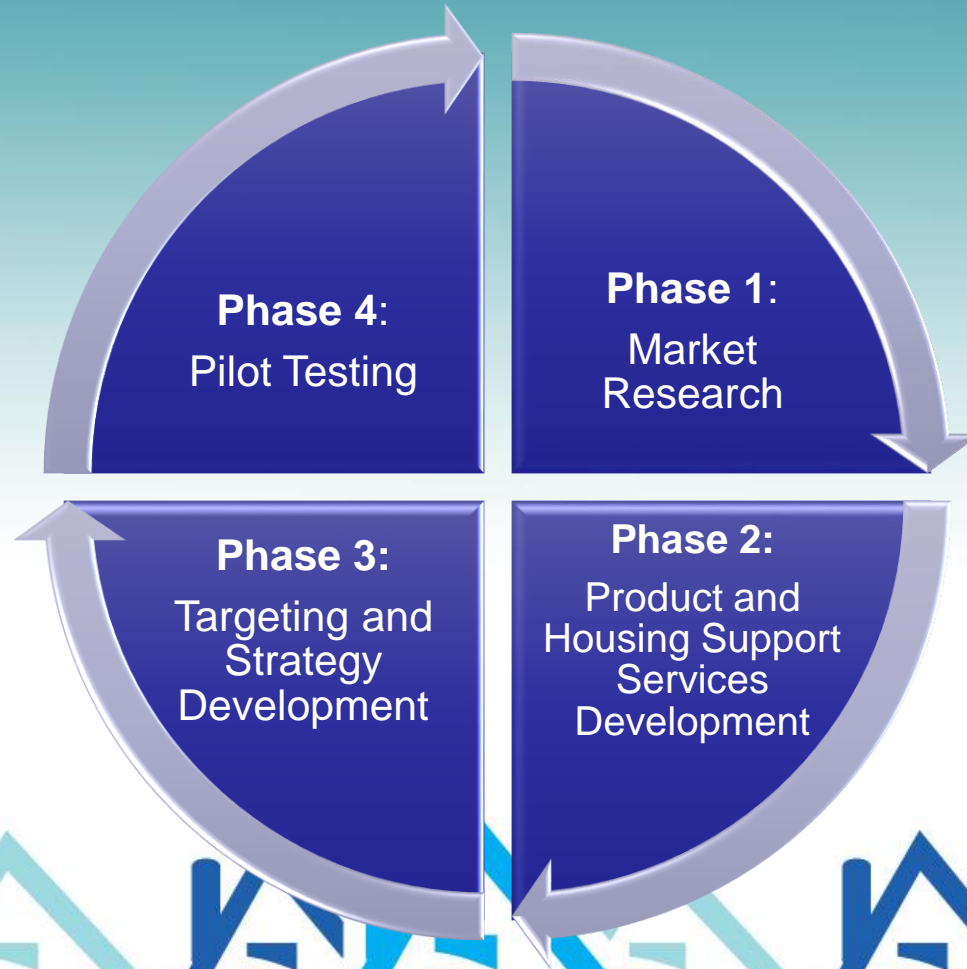 Phase 1:
Market
Research
Phase 2:
Product and
Housing Support
Services
Development
Phase 3:
Targeting and
Strategy
Development
Phase 4:
Pilot Testing